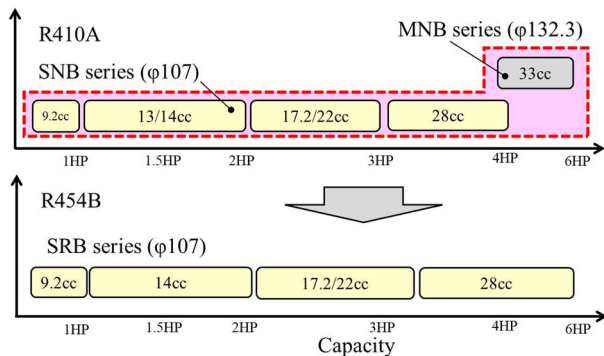 R410A
MNB series (φ132.3)
SNB series (φ107)
33cc
9.2cc 13/14cc 17.2/22cc 28cc
1HP 1.5HP 2HP 3HP 4HP 6HP
R454B
SRB series (φ107)
9.2cc 14cc 17.2/22cc 28cc
1HP 1.5HP 2HP 3HP 4HP 6HP
Capacity